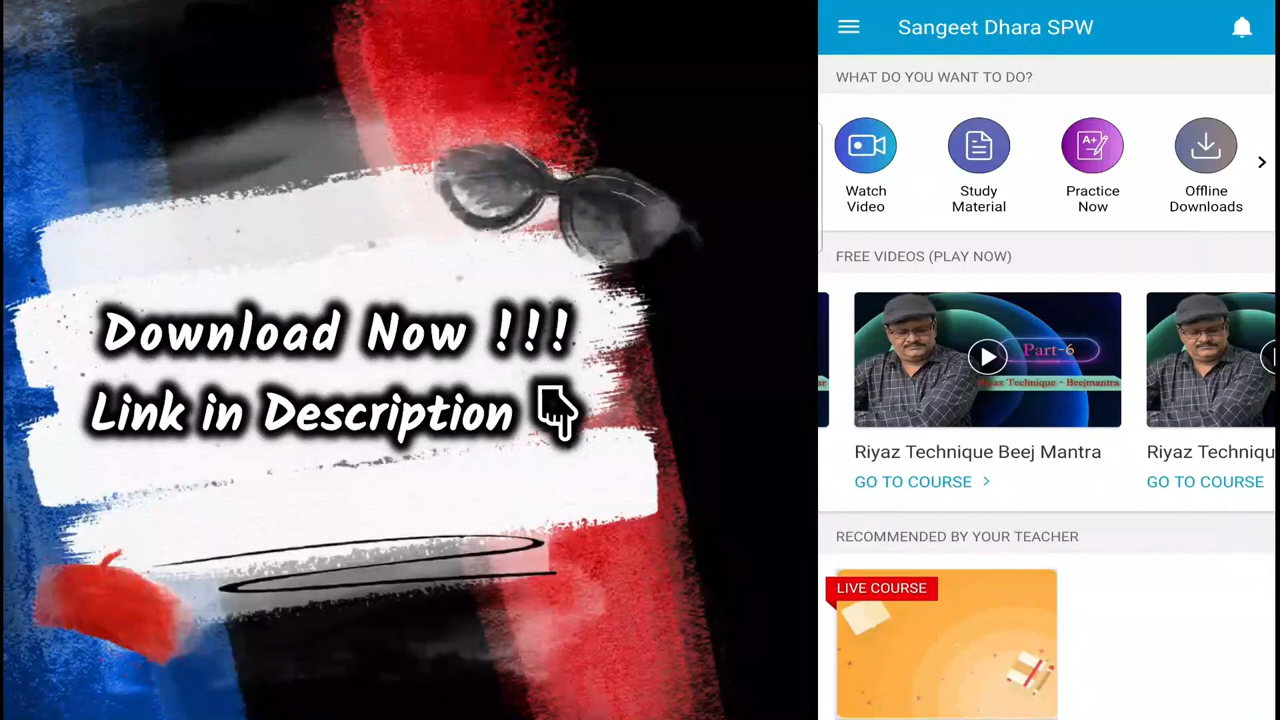 Download Now !!!
Link in Description
Sangeet Dhara SPW
WHAT DO YOU WANT TO DO?
Watch Video
Study Material
A+
Practice Now
Offline Downloads
FREE VIDEOS (PLAY NOW)
Part-6
Riyaz Technique - Beejmantra
Riyaz Technique Beej Mantra
GO TO COURSE
Riyaz Techniqu
GO TO COURSE
RECOMMENDED BY YOUR TEACHER
LIVE COURSE